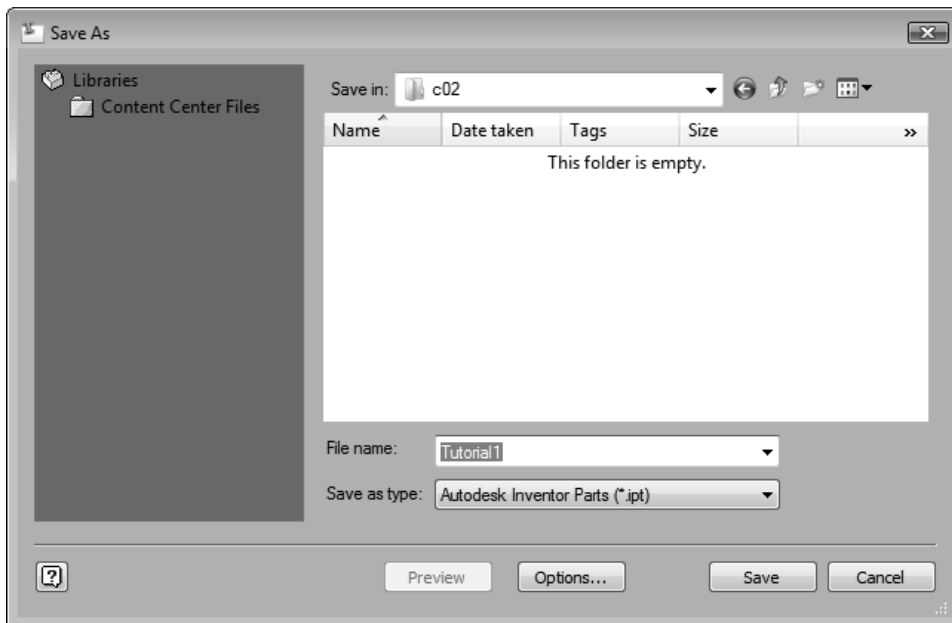 Save As
Libraries
Content Center Files
Save in: c02
Name Date taken Tags Size »
This folder is empty.
File name: Tutorial1
Save as type: Autodesk Inventor Parts (*.ipt)
Preview Options... Save Cancel